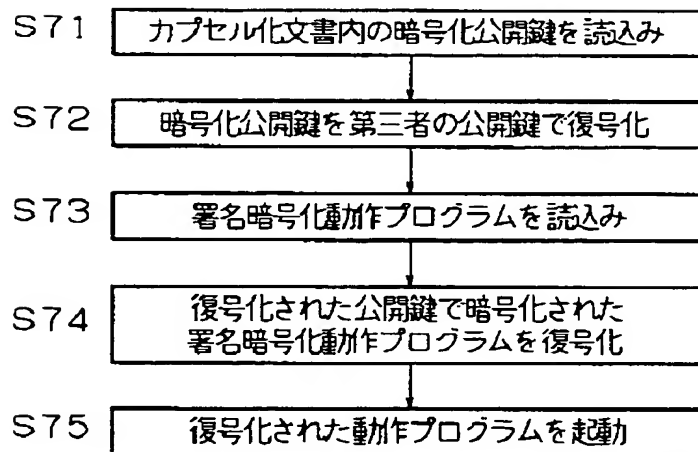 S71 カプセル化文書内の暗号化公開鍵を読込み
S72 暗号化公開鍵を第三者の公開鍵で復号化
S73 署名暗号化動作プログラムを読込み
S74 復号化された公開鍵で暗号化された
署名暗号化動作プログラムを復号化
S75 復号化された動作プログラムを起動